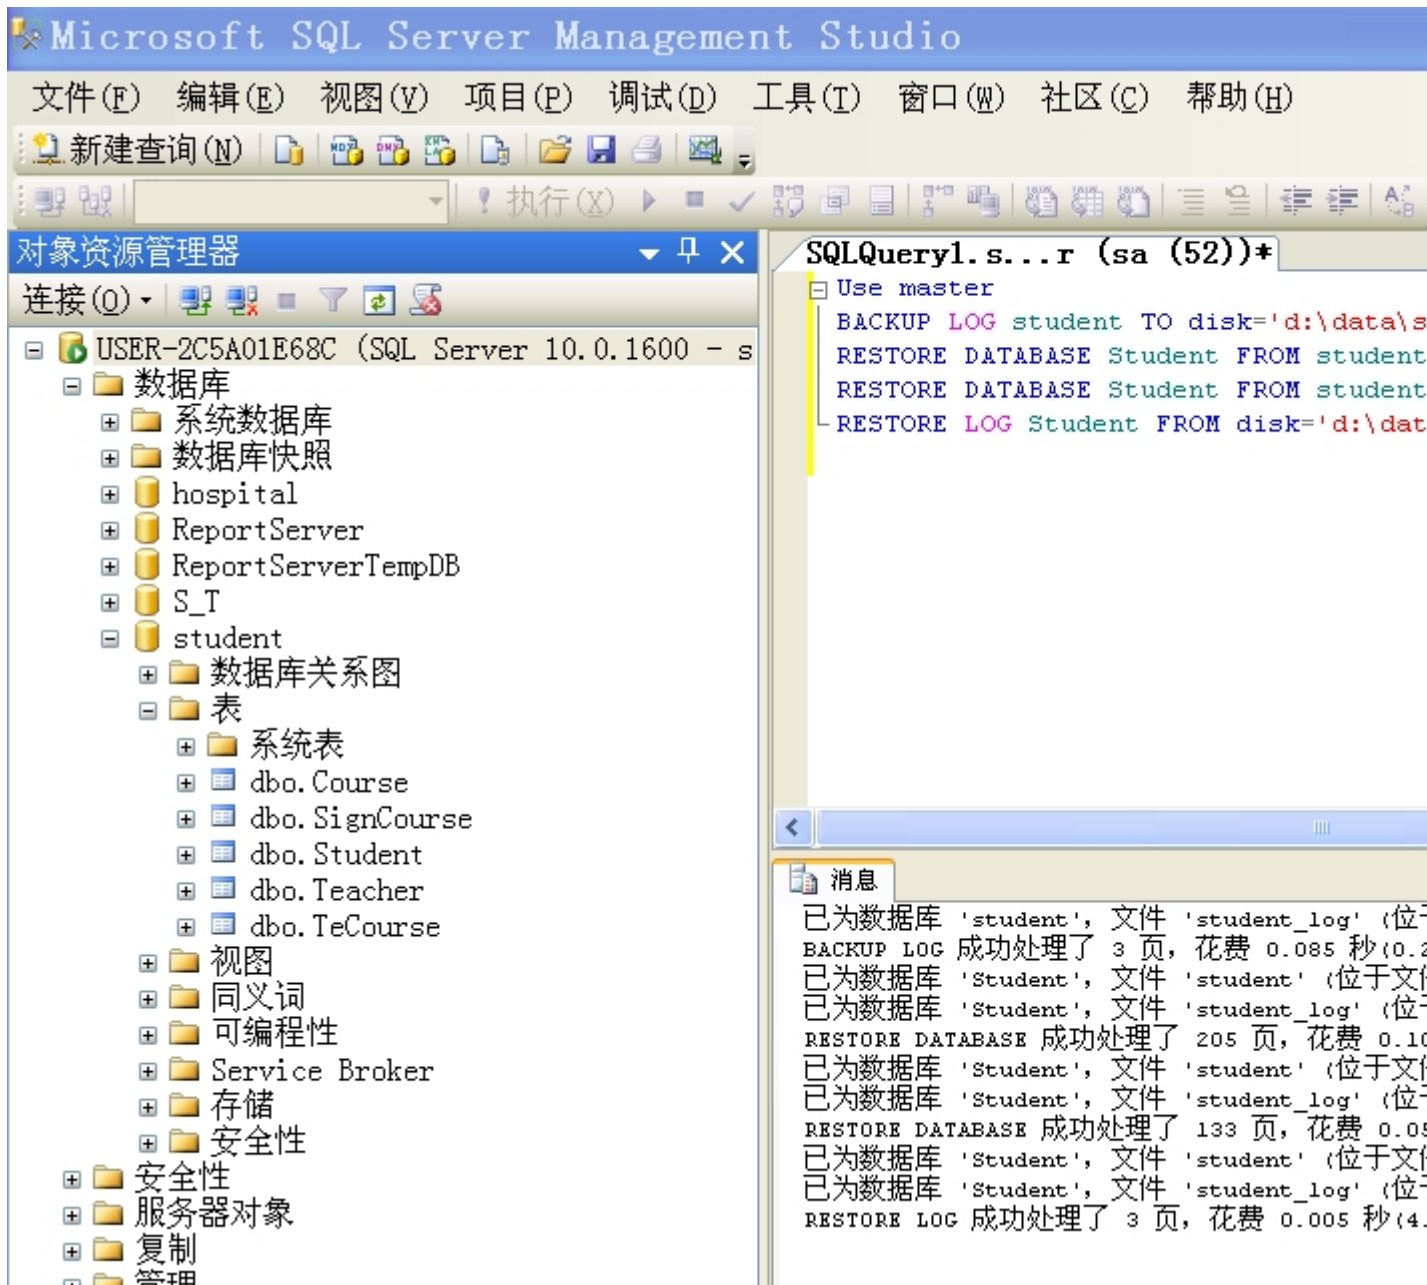 Microsoft SQL Server Management Studio
文件(F) 编辑(E) 视图(V) 项目(P) 调试(D) 工具(T) 窗口(W) 社区(C) 帮助(H)
新建查询(N)
执行(X)
对象资源管理器
连接(O)
USER-2C5A01E68C (SQL Server 10.0.1600 - s
数据库
系统数据库
数据库快照
hospital
ReportServer
ReportServerTempDB
S_T
student
数据库关系图
表
系统表
dbo.Course
dbo.SignCourse
dbo.Student
dbo.Teacher
dbo.TeCourse
视图
同义词
可编程性
Service Broker
存储
安全性
安全性
服务器对象
复制
管理
SQLQuery1.s...r (sa (52))*
Use master
BACKUP LOG student TO disk='d:\data\s
RESTORE DATABASE Student FROM student
RESTORE DATABASE Student FROM student
RESTORE LOG Student FROM disk='d:\dat
消息
已为数据库 'student'，文件 'student_log' (位于
BACKUP LOG 成功处理了 3 页，花费 0.085 秒(0.2
已为数据库 'Student'，文件 'student' (位于文件
已为数据库 'Student'，文件 'student_log' (位于
RESTORE DATABASE 成功处理了 205 页，花费 0.10
已为数据库 'Student'，文件 'student' (位于文件
已为数据库 'Student'，文件 'student_log' (位于
RESTORE DATABASE 成功处理了 133 页，花费 0.05
已为数据库 'Student'，文件 'student' (位于文件
已为数据库 'Student'，文件 'student_log' (位于
RESTORE LOG 成功处理了 3 页，花费 0.005 秒(4.